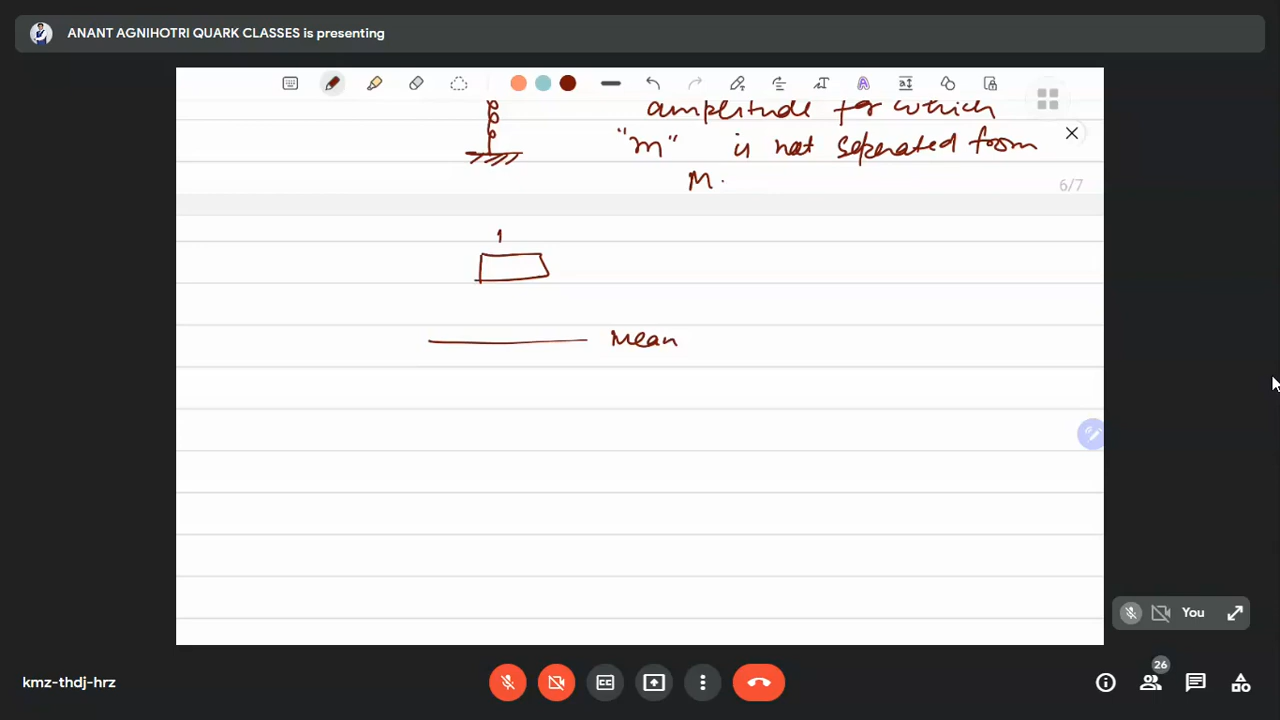 ANANT AGNIHOTRI QUARK CLASSES is presenting
amplitude for which
"m" is not seperated from
M.
6/7
Mean
You
kmz-thdj-hrz
CC
26